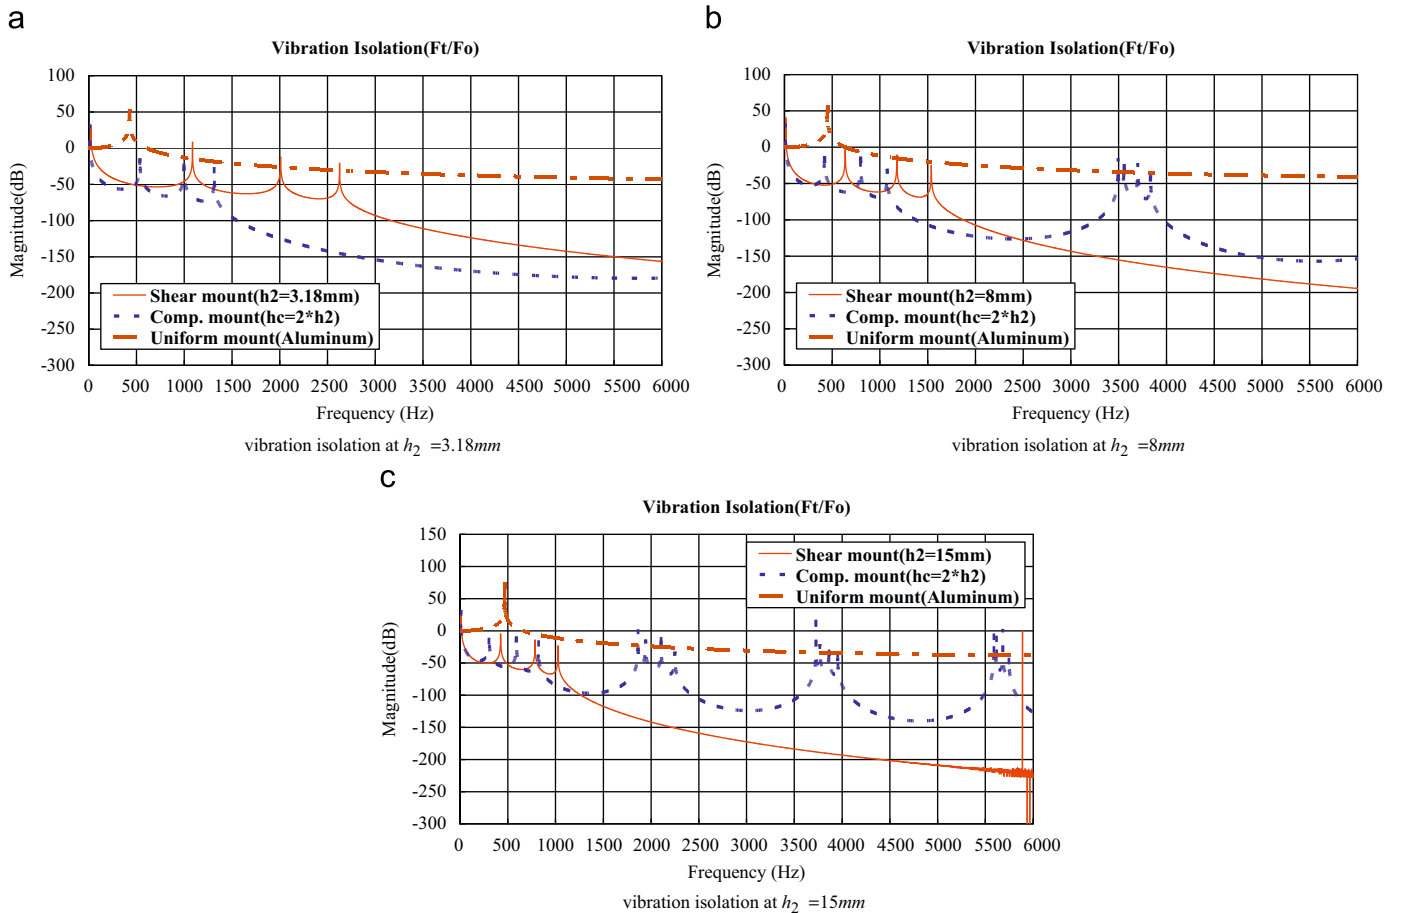 a
Vibration Isolation(Ft/Fo)
100
50
0
-50
-100
-150
-200
-250
-300
Magnitude(dB)
Shear mount(h2=3.18mm)
Comp. mount(hc=2*h2)
Uniform mount(Aluminum)
0 500 1000 1500 2000 2500 3000 3500 4000 4500 5000 5500 6000
Frequency (Hz)
vibration isolation at h2 =3.18mm
b
Vibration Isolation(Ft/Fo)
100
50
0
-50
-100
-150
-200
-250
-300
Magnitude(dB)
Shear mount(h2=8mm)
Comp. mount(hc=2*h2)
Uniform mount(Aluminum)
0 500 1000 1500 2000 2500 3000 3500 4000 4500 5000 5500 6000
Frequency (Hz)
vibration isolation at h2 =8mm
c
Vibration Isolation(Ft/Fo)
150
100
50
0
-50
-100
-150
-200
-250
-300
Magnitude(dB)
Shear mount(h2=15mm)
Comp. mount(hc=2*h2)
Uniform mount(Aluminum)
0 500 1000 1500 2000 2500 3000 3500 4000 4500 5000 5500 6000
Frequency (Hz)
vibration isolation at h2 =15mm